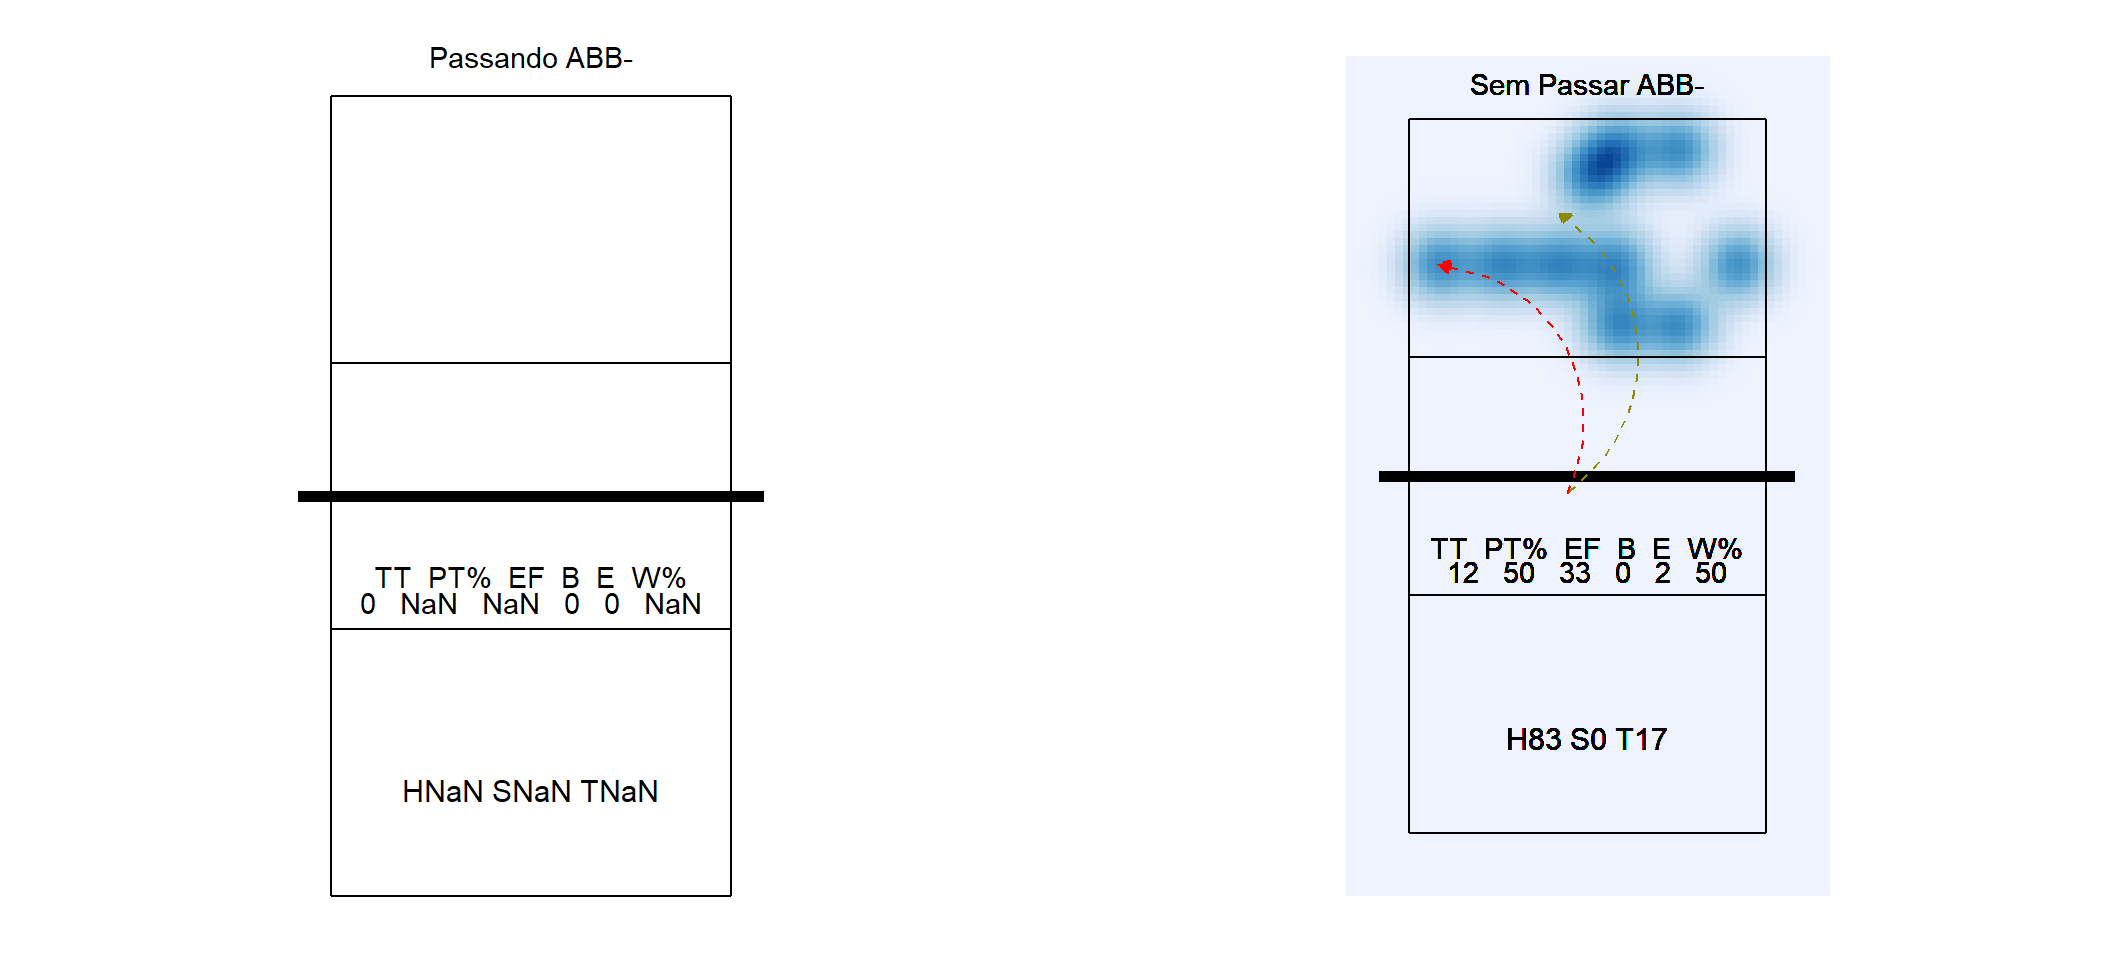 Passando ABB-
TT PT% EF B E W%
0 NaN NaN 0 0 NaN
HNaN SNaN TNaN
Sem Passar ABB-
TT PT% EF B E W%
12 50 33 0 2 50
H83 S0 T17